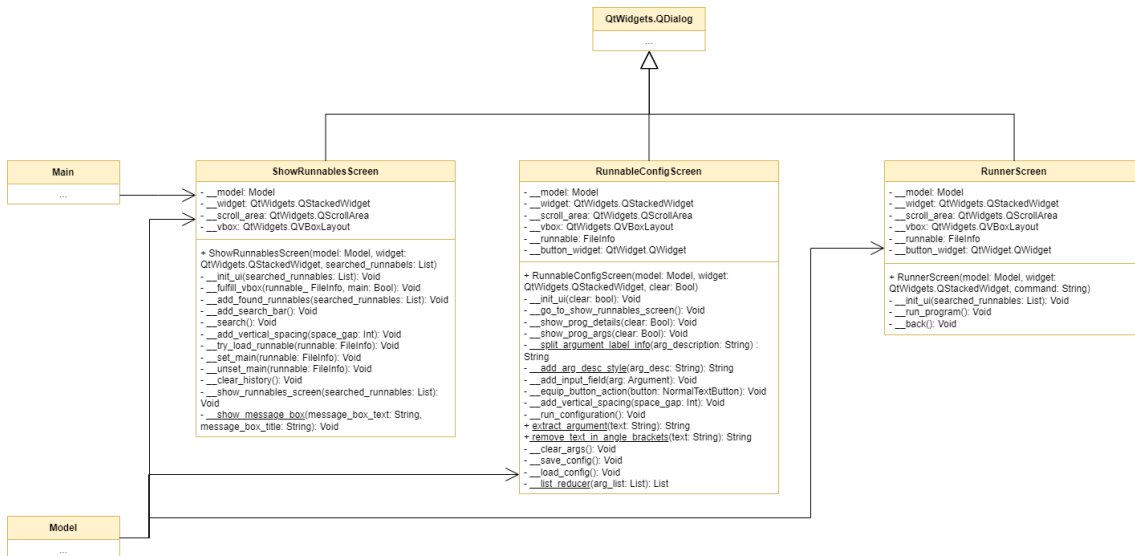 QtWidgets.QDialog
...
Main
...
ShowRunnablesScreen
- __model: Model
- __widget: QtWidgets.QStackedWidget
- __scroll_area: QtWidgets.QScrollArea
- __vbox: QtWidgets.QVBoxLayout
+ ShowRunnablesScreen(model: Model, widget:
QtWidgets.QStackedWidget, searched_runnabels: List)
- __init_ui(searched_runnables: List): Void
- __fulfill_vbox(runnable_ FileInfo, main: Bool): Void
- __add_found_runnables(searched_runnables: List): Void
- __add_search_bar(): Void
- __search(): Void
- __add_vertical_spacing(space_gap: Int): Void
- __try_load_runnable(runnable: FileInfo): Void
- __set_main(runnable: FileInfo): Void
- __unset_main(runnable: FileInfo): Void
- __clear_history(): Void
- __show_runnables_screen(searched_runnables: List):
Void
- __show_message_box(message_box_text: String,
message_box_title: String): Void
RunnableConfigScreen
- __model: Model
- __widget: QtWidgets.QStackedWidget
- __scroll_area: QtWidgets.QScrollArea
- __vbox: QtWidgets.QVBoxLayout
- __runnable: FileInfo
- __button_widget: QtWidget.QWidget
+ RunnableConfigScreen(model: Model, widget:
QtWidgets.QStackedWidget, clear: Bool)
- __init_ui(clear: bool): Void
- __go_to_show_runnables_screen(): Void
- __show_prog_details(clear: Bool): Void
- __show_prog_args(clear: Bool): Void
- __split_argument_label_info(arg_description: String) :
String
- __add_arg_desc_style(arg_desc: String): String
- __add_input_field(arg: Argument): Void
- __equip_button_action(button: NormalTextButton): Void
- __add_vertical_spacing(space_gap: Int): Void
- __run_configuration(): Void
+ extract_argument(text: String): String
+ remove_text_in_angle_brackets(text: String): String
- __clear_args(): Void
- __save_config(): Void
- __load_config(): Void
- __list_reducer(arg_list: List): List
RunnerScreen
- __model: Model
- __widget: QtWidgets.QStackedWidget
- __scroll_area: QtWidgets.QScrollArea
- __vbox: QtWidgets.QVBoxLayout
- __runnable: FileInfo
- __button_widget: QtWidget.QWidget
+ RunnerScreen(model: Model, widget:
QtWidgets.QStackedWidget, command: String)
- __init_ui(searched_runnables: List): Void
- __run_program(): Void
- __back(): Void
Model
...